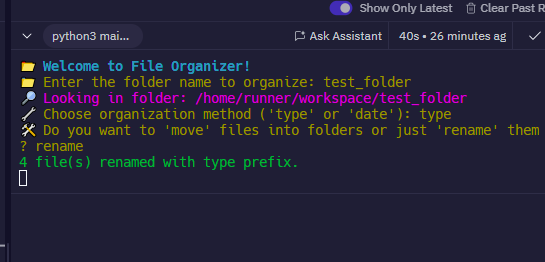 Show Only Latest Clear Past R
python3 mai... Ask Assistant 40s • 26 minutes ago
📂 Welcome to File Organizer!
📂 Enter the folder name to organize: test_folder
🔎 Looking in folder: /home/runner/workspace/test_folder
🔧 Choose organization method ('type' or 'date'): type
🛠 Do you want to 'move' files into folders or just 'rename' them
? rename
4 file(s) renamed with type prefix.